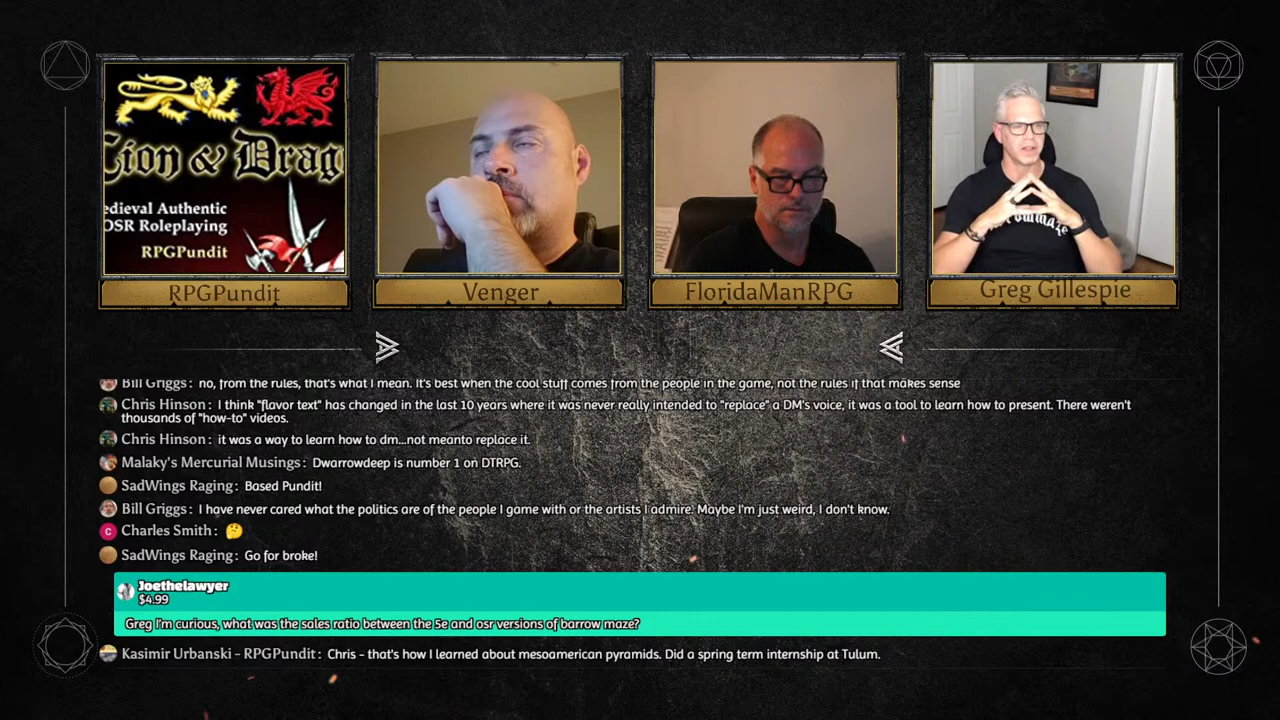 Lion & Drag
edieval Authentic
OSR Roleplaying
RPGPundit
RPGPundit
Venger
FloridaManRPG
Greg Gillespie
Bill Griggs: no, from the rules, that's what I mean. It's best when the cool stuff comes from the people in the game, not the rules if that makes sense
Chris Hinson: I think "flavor text" has changed in the last 10 years where it was never really intended to "replace" a DM's voice, it was a tool to learn how to present. There weren't
thousands of "how-to" videos.
Chris Hinson: it was a way to learn how to dm...not meanto replace it.
Malaky's Mercurial Musings: Dwarrowdeep is number 1 on DTRPG.
SadWings Raging: Based Pundit!
Bill Griggs: I have never cared what the politics are of the people I game with or the artists I admire. Maybe I'm just weird, I don't know.
C Charles Smith: 🤔
SadWings Raging: Go for broke!
Joethelawyer
$4.99
Greg I'm curious, what was the sales ratio between the 5e and osr versions of barrow maze?
Kasimir Urbanski - RPGPundit: Chris - that's how I learned about mesoamerican pyramids. Did a spring term internship at Tulum.